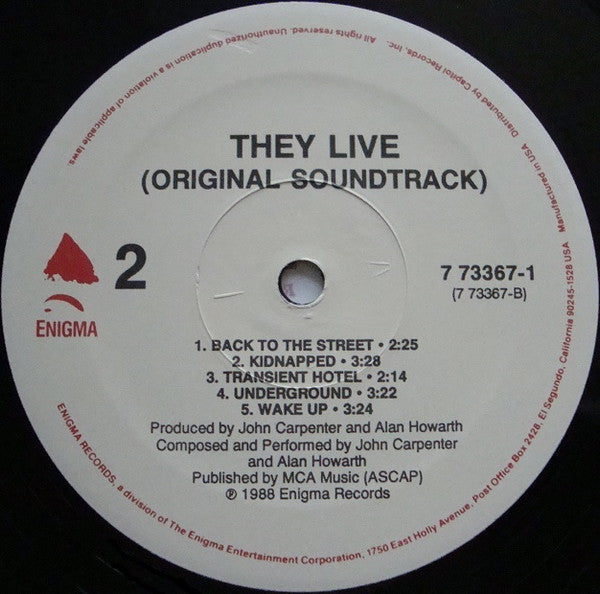 THEY LIVE
(ORIGINAL SOUNDTRACK)
2
ENIGMA
7 73367-1
(7 73367-B)
1. BACK TO THE STREET • 2:25
2. KIDNAPPED • 3:28
3. TRANSIENT HOTEL • 2:14
4. UNDERGROUND • 3:22
5. WAKE UP • 3:24
Produced by John Carpenter and Alan Howarth
Composed and Performed by John Carpenter
and Alan Howarth
Published by MCA Music (ASCAP)
℗ 1988 Enigma Records
ENIGMA RECORDS, a division of The Enigma Entertainment Corporation, 1750 East Holly Avenue, Post Office Box 2428, El Segundo, California 90245-1528 USA
Manufactured in USA
Distributed by Capitol Records, Inc.
All rights reserved. Unauthorized duplication is a violation of applicable laws.